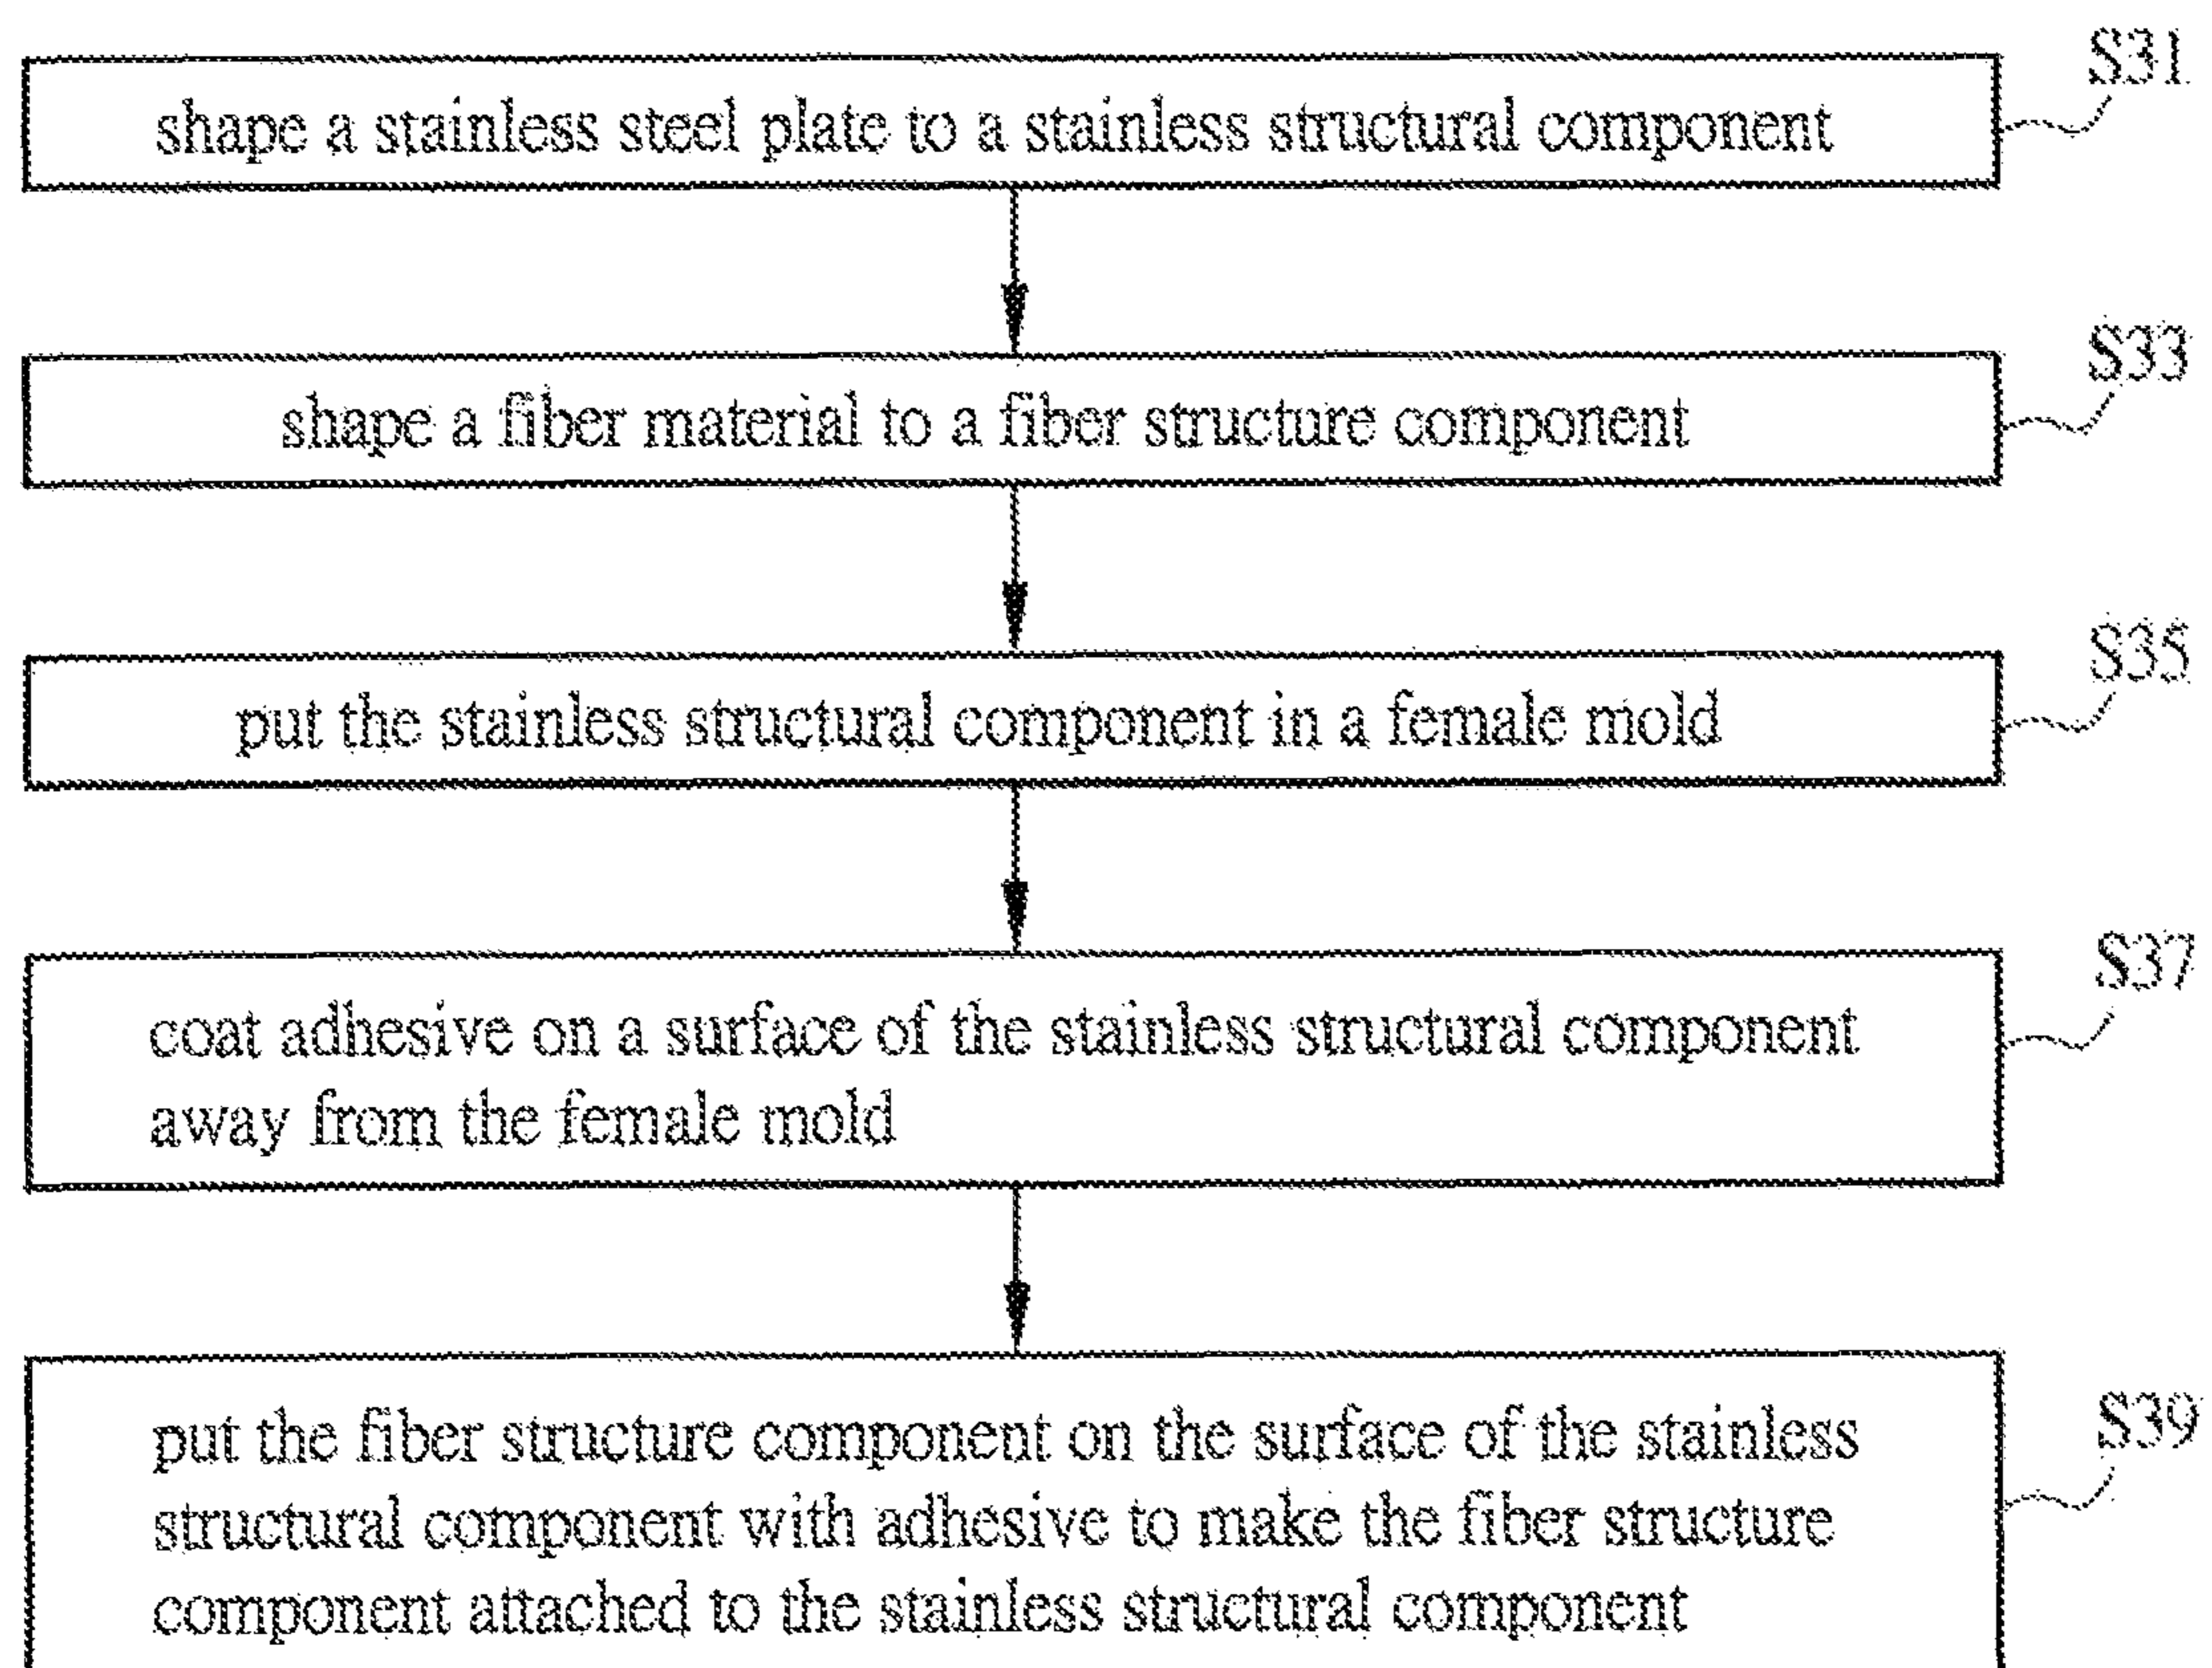 S31
shape a stainless steel plate to a stainless structural component
S33
shape a fiber material to a fiber structure component
S35
put the stainless structural component in a female mold
S37
coat adhesive on a surface of the stainless structural component
away from the female mold
S39
put the fiber structure component on the surface of the stainless
structural component with adhesive to make the fiber structure
component attached to the stainless structural component